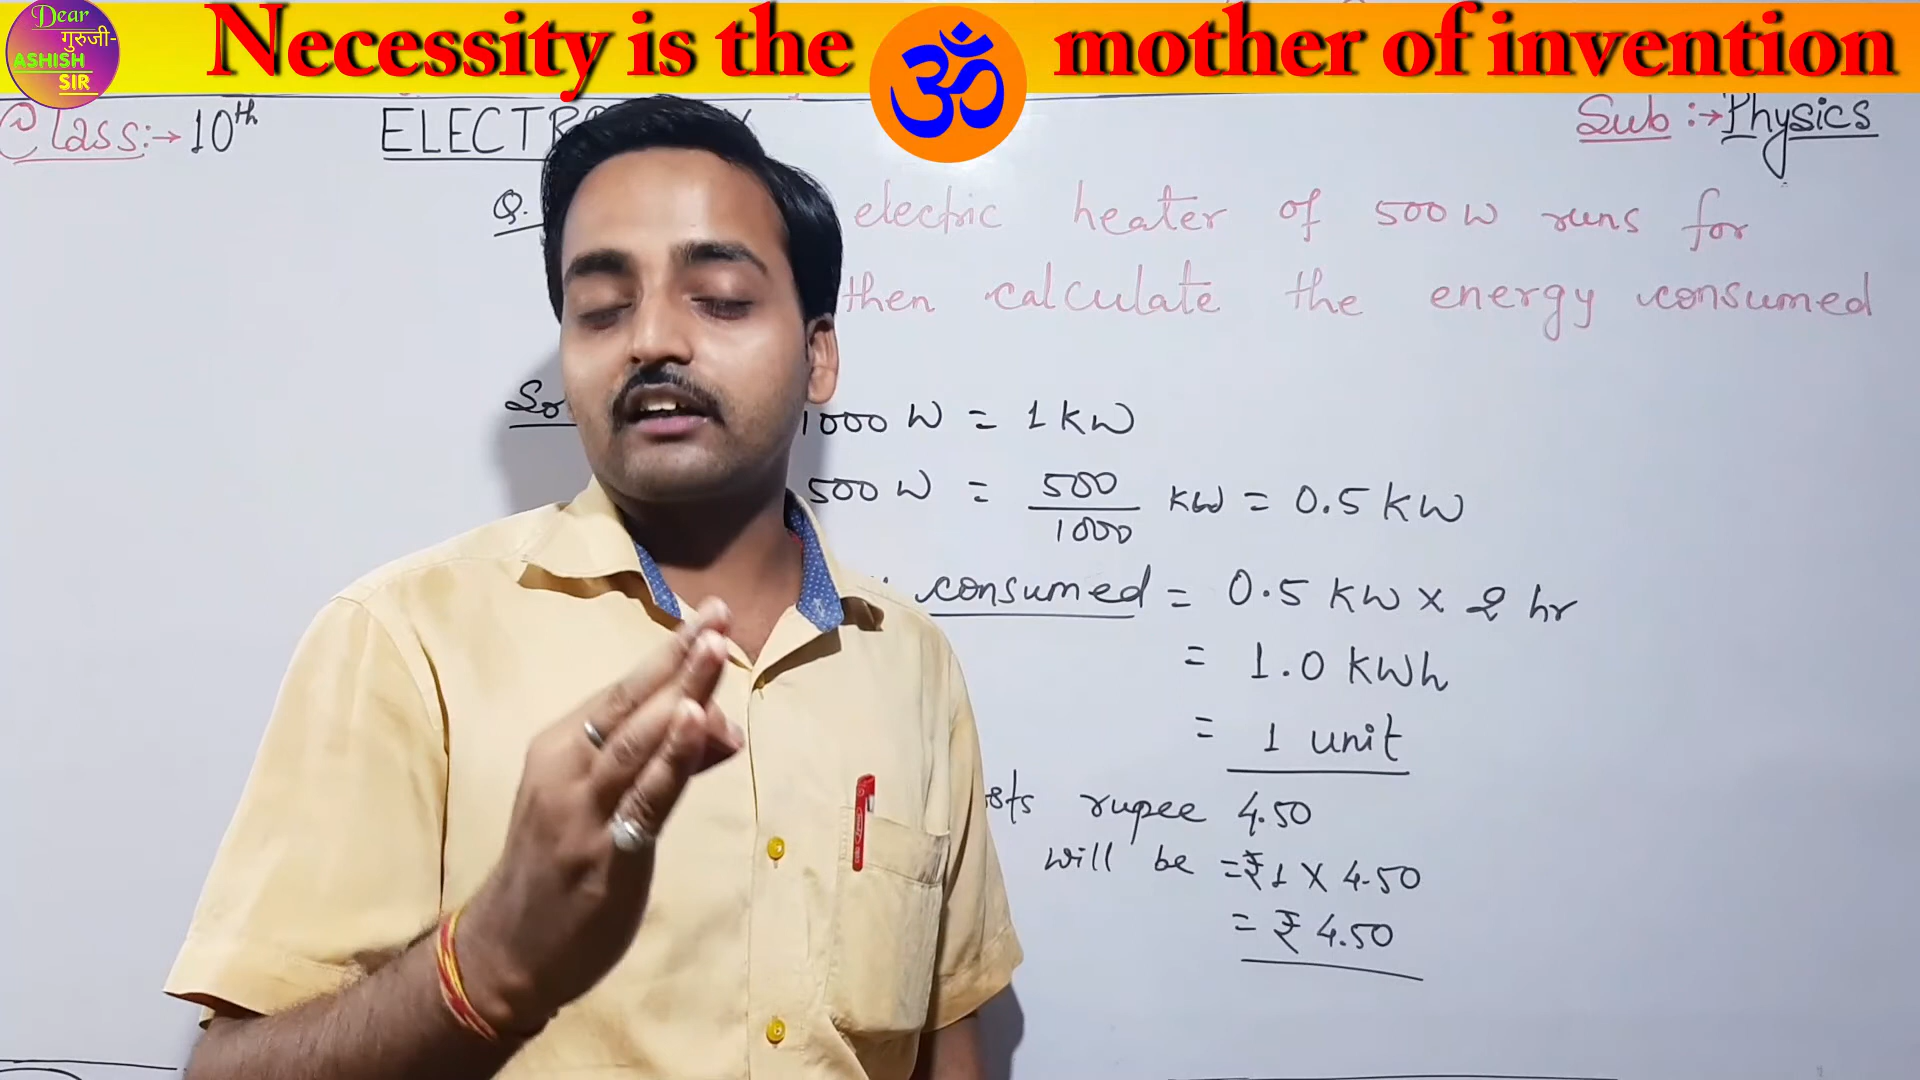 Dear
गुरुजी-
ASHISH
SIR
Necessity is the ॐ mother of invention
Class:→ 10th
ELECTR
Sub :→ Physics
Q.
electric heater of 500 W runs for
then calculate the energy consumed
So
1000 W = 1 KW
500 W = 500/1000 KW = 0.5 KW
consumed = 0.5 KW × 2 hr
= 1.0 KWh
= 1 unit
sts rupee 4.50
will be = ₹ 1 X 4.50
= ₹ 4.50